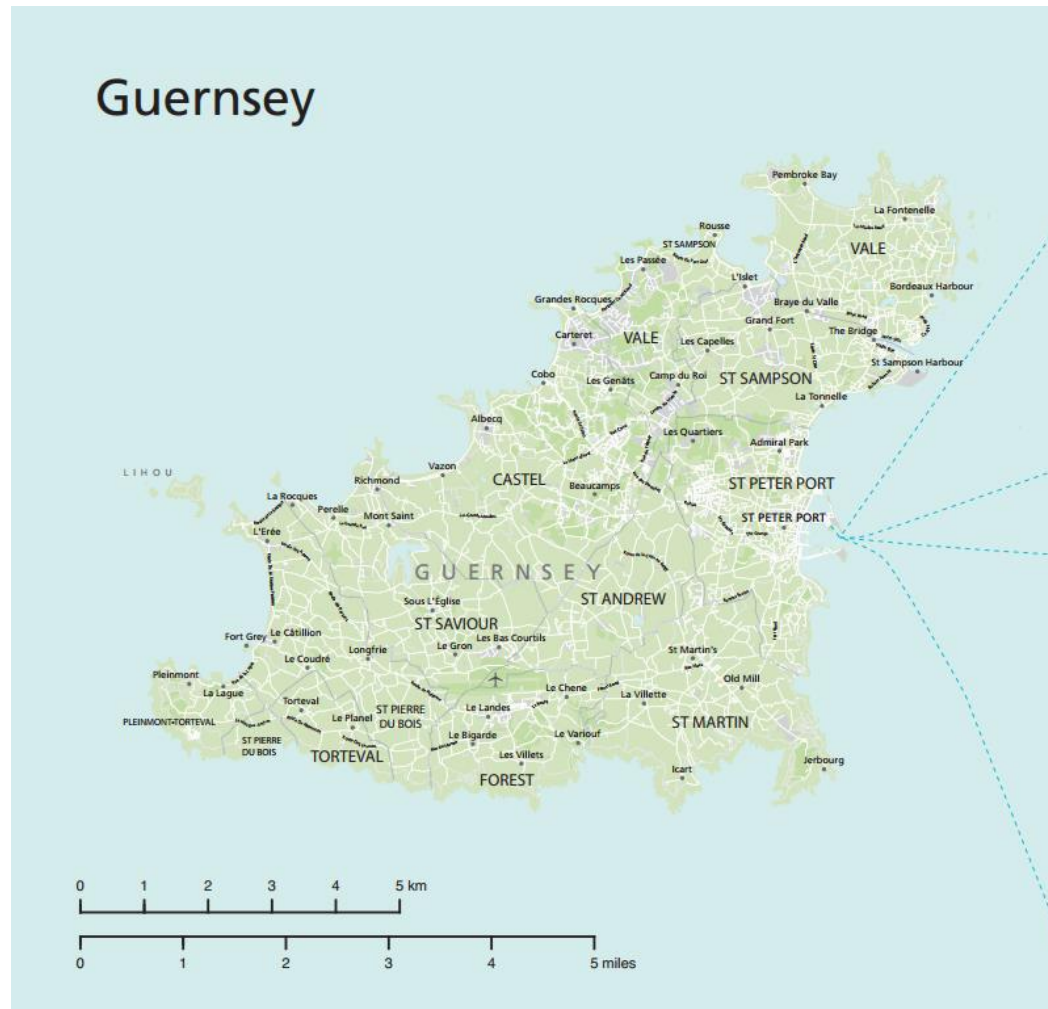 Guernsey
Pembroke Bay
La Fontenelle
Rousse
ST SAMPSON
VALE
Les Passée
L'Islet
Bordeaux Harbour
Grandes Rocques
Braye du Valle
Grand Fort
The Bridge
Carteret
VALE
Les Capelles
St Sampson Harbour
Cobo
Les Genâts
Camp du Roi
ST SAMPSON
La Tonnelle
Albecq
Les Quartiers
Admiral Park
LIHOU
Vazon
Richmond
CASTEL
Beaucamps
ST PETER PORT
La Rocques
Perelle
Mont Saint
ST PETER PORT
L'Erée
GUERNSEY
Sous L'Église
ST ANDREW
ST SAVIOUR
Fort Grey
Le Câtillion
Les Bas Courtils
Longfrie
Le Gron
St Martin's
Le Coudré
Pleinmont
La Lague
Le Chene
La Villette
Old Mill
Torteval
ST PIERRE
DU BOIS
Le Landes
PLEINMONT-TORTEVAL
Le Planel
ST MARTIN
ST PIERRE
DU BOIS
Le Bigarde
Le Variouf
TORTEVAL
Les Villets
Jerbourg
FOREST
Icart
0 1 2 3 4 5 km
0 1 2 3 4 5 miles